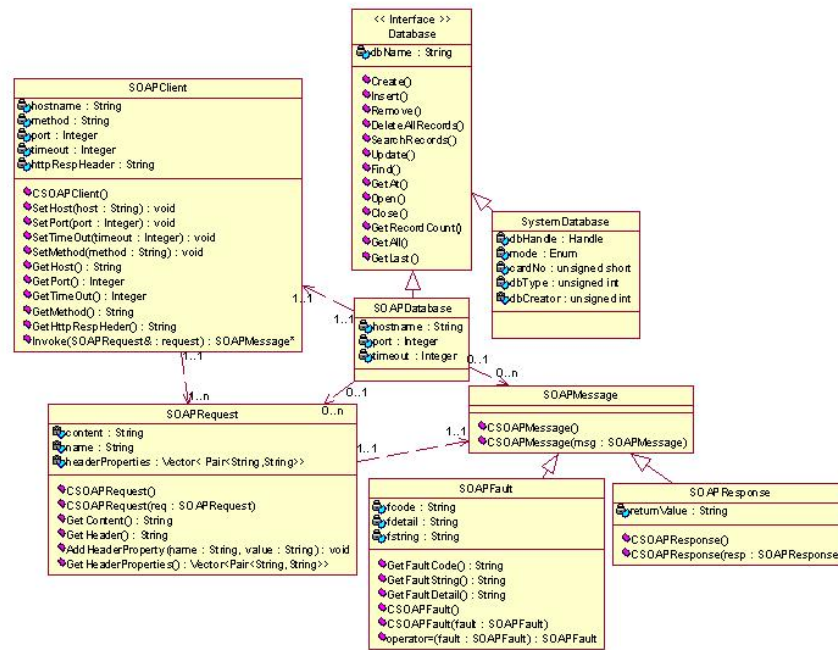 << Interface >>
Database
dbName : String
Create()
Insert()
Remove()
DeleteAllRecords()
SearchRecords()
Update()
Find()
GetAt()
Open()
Close()
GetRecordCount()
GetAll()
GetLast()
SOAPClient
hostname : String
method : String
port : Integer
timeout : Integer
httpRespHeader : String
CSOAPClient()
SetHost(host : String) : void
SetPort(port : Integer) : void
SetTimeOut(timeout : Integer) : void
SetMethod(method : String) : void
GetHost() : String
GetPort() : Integer
GetTimeOut() : Integer
GetMethod() : String
GetHttpRespHeder() : String
Invoke(SOAPRequest& : request) : SOAPMessage*
SystemDatabase
dbHandle : Handle
mode : Enum
cardNo : unsigned short
dbType : unsigned int
dbCreator : unsigned int
1..1
1..1
SOAPDatabase
hostname : String
port : Integer
timeout : Integer
1..1
1..n
0..1
0..n
0..1
0..n
SOAPRequest
content : String
name : String
headerProperties : Vector< Pair<String,String>>
CSOAPRequest()
CSOAPRequest(req : SOAPRequest)
GetContent() : String
GetHeader() : String
AddHeaderProperty(name : String, value : String) : void
GetHeaderProperties() : Vector<Pair<String,String>>
1..1
1..1
SOAPMessage
CSOAPMessage()
CSOAPMessage(msg : SOAPMessage)
SOAPFault
fcode : String
fdetail : String
fstring : String
GetFaultCode() : String
GetFaultString() : String
GetFaultDetail() : String
CSOAPFault()
CSOAPFault(fault : SOAPFault)
operator=(fault : SOAPFault) : SOAPFault
SOAPResponse
returnValue : String
CSOAPResponse()
CSOAPResponse(resp : SOAPResponse